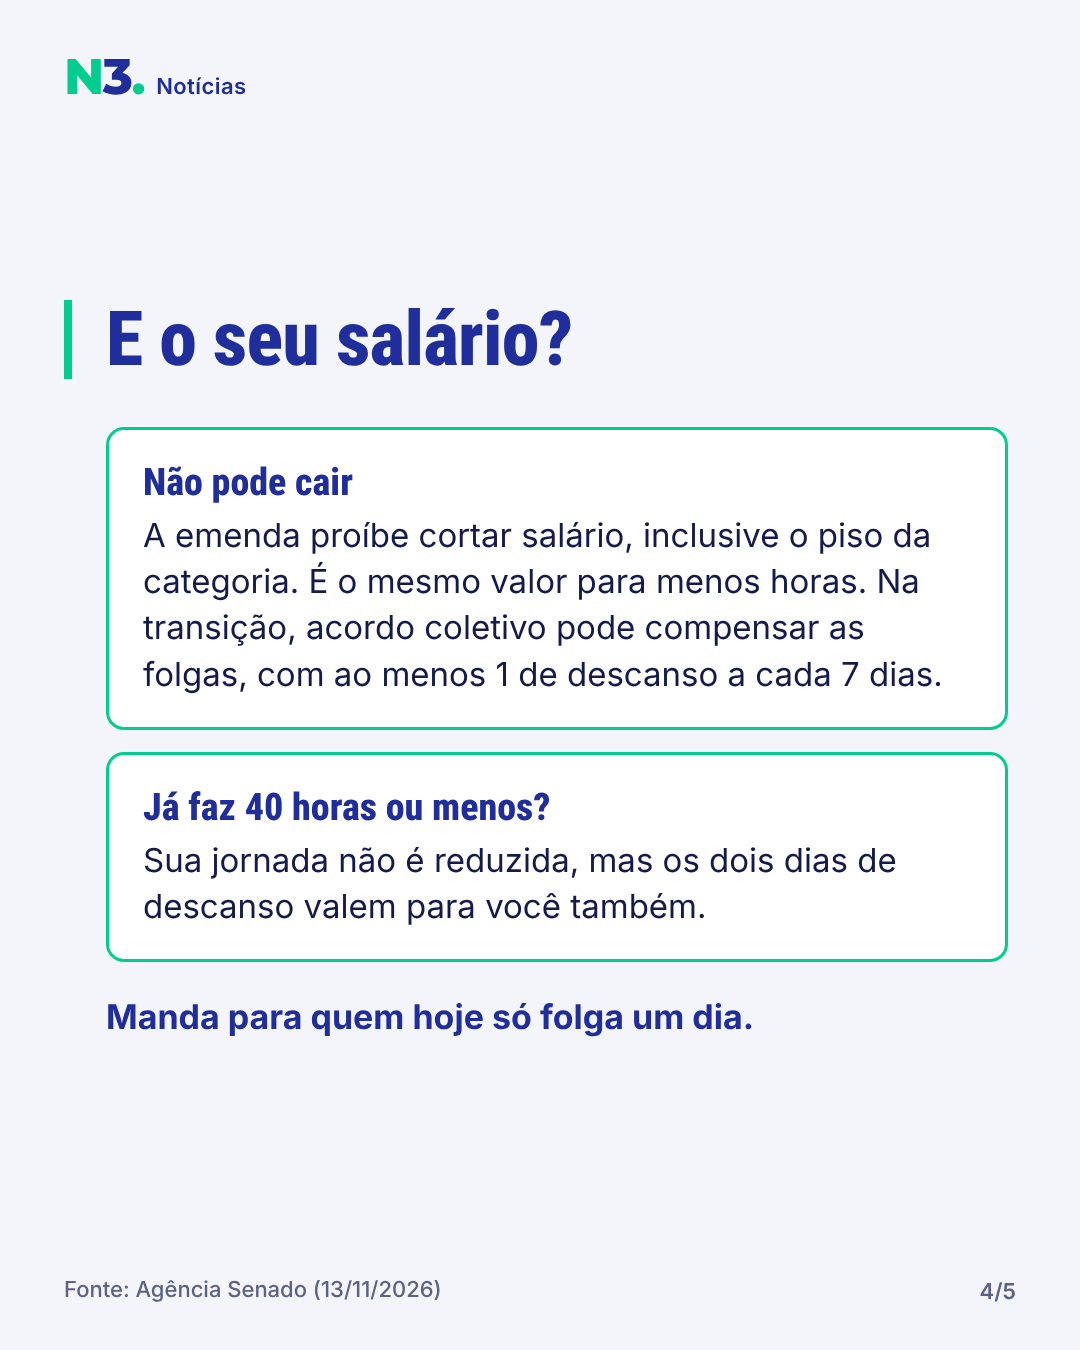 N3. Notícias
E o seu salário?
Não pode cair
A emenda proíbe cortar salário, inclusive o piso da
categoria. É o mesmo valor para menos horas. Na
transição, acordo coletivo pode compensar as
folgas, com ao menos 1 de descanso a cada 7 dias.
Já faz 40 horas ou menos?
Sua jornada não é reduzida, mas os dois dias de
descanso valem para você também.
Manda para quem hoje só folga um dia.
Fonte: Agência Senado (13/11/2026)
4/5